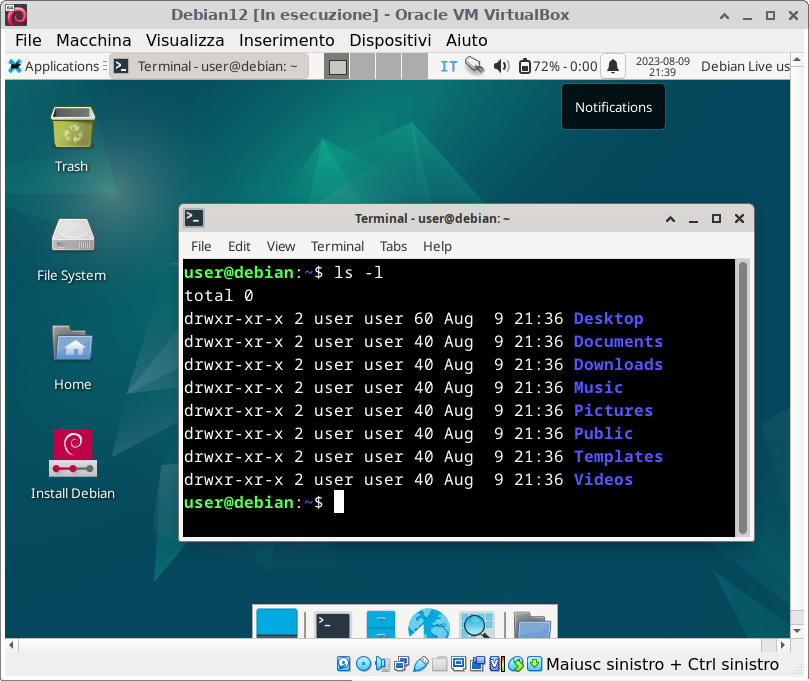 Debian12 [In esecuzione] - Oracle VM VirtualBox
File Macchina Visualizza Inserimento Dispositivi Aiuto
Applications Terminal - user@debian: ~ IT 72% - 0:00 2023-08-09 21:39 Debian Live us
Notifications
Trash
File System
Home
Install Debian
Terminal - user@debian: ~
File Edit View Terminal Tabs Help
user@debian:~$ ls -l
total 0
drwxr-xr-x 2 user user 60 Aug  9 21:36 Desktop
drwxr-xr-x 2 user user 40 Aug  9 21:36 Documents
drwxr-xr-x 2 user user 40 Aug  9 21:36 Downloads
drwxr-xr-x 2 user user 40 Aug  9 21:36 Music
drwxr-xr-x 2 user user 40 Aug  9 21:36 Pictures
drwxr-xr-x 2 user user 40 Aug  9 21:36 Public
drwxr-xr-x 2 user user 40 Aug  9 21:36 Templates
drwxr-xr-x 2 user user 40 Aug  9 21:36 Videos
user@debian:~$
Maiusc sinistro + Ctrl sinistro